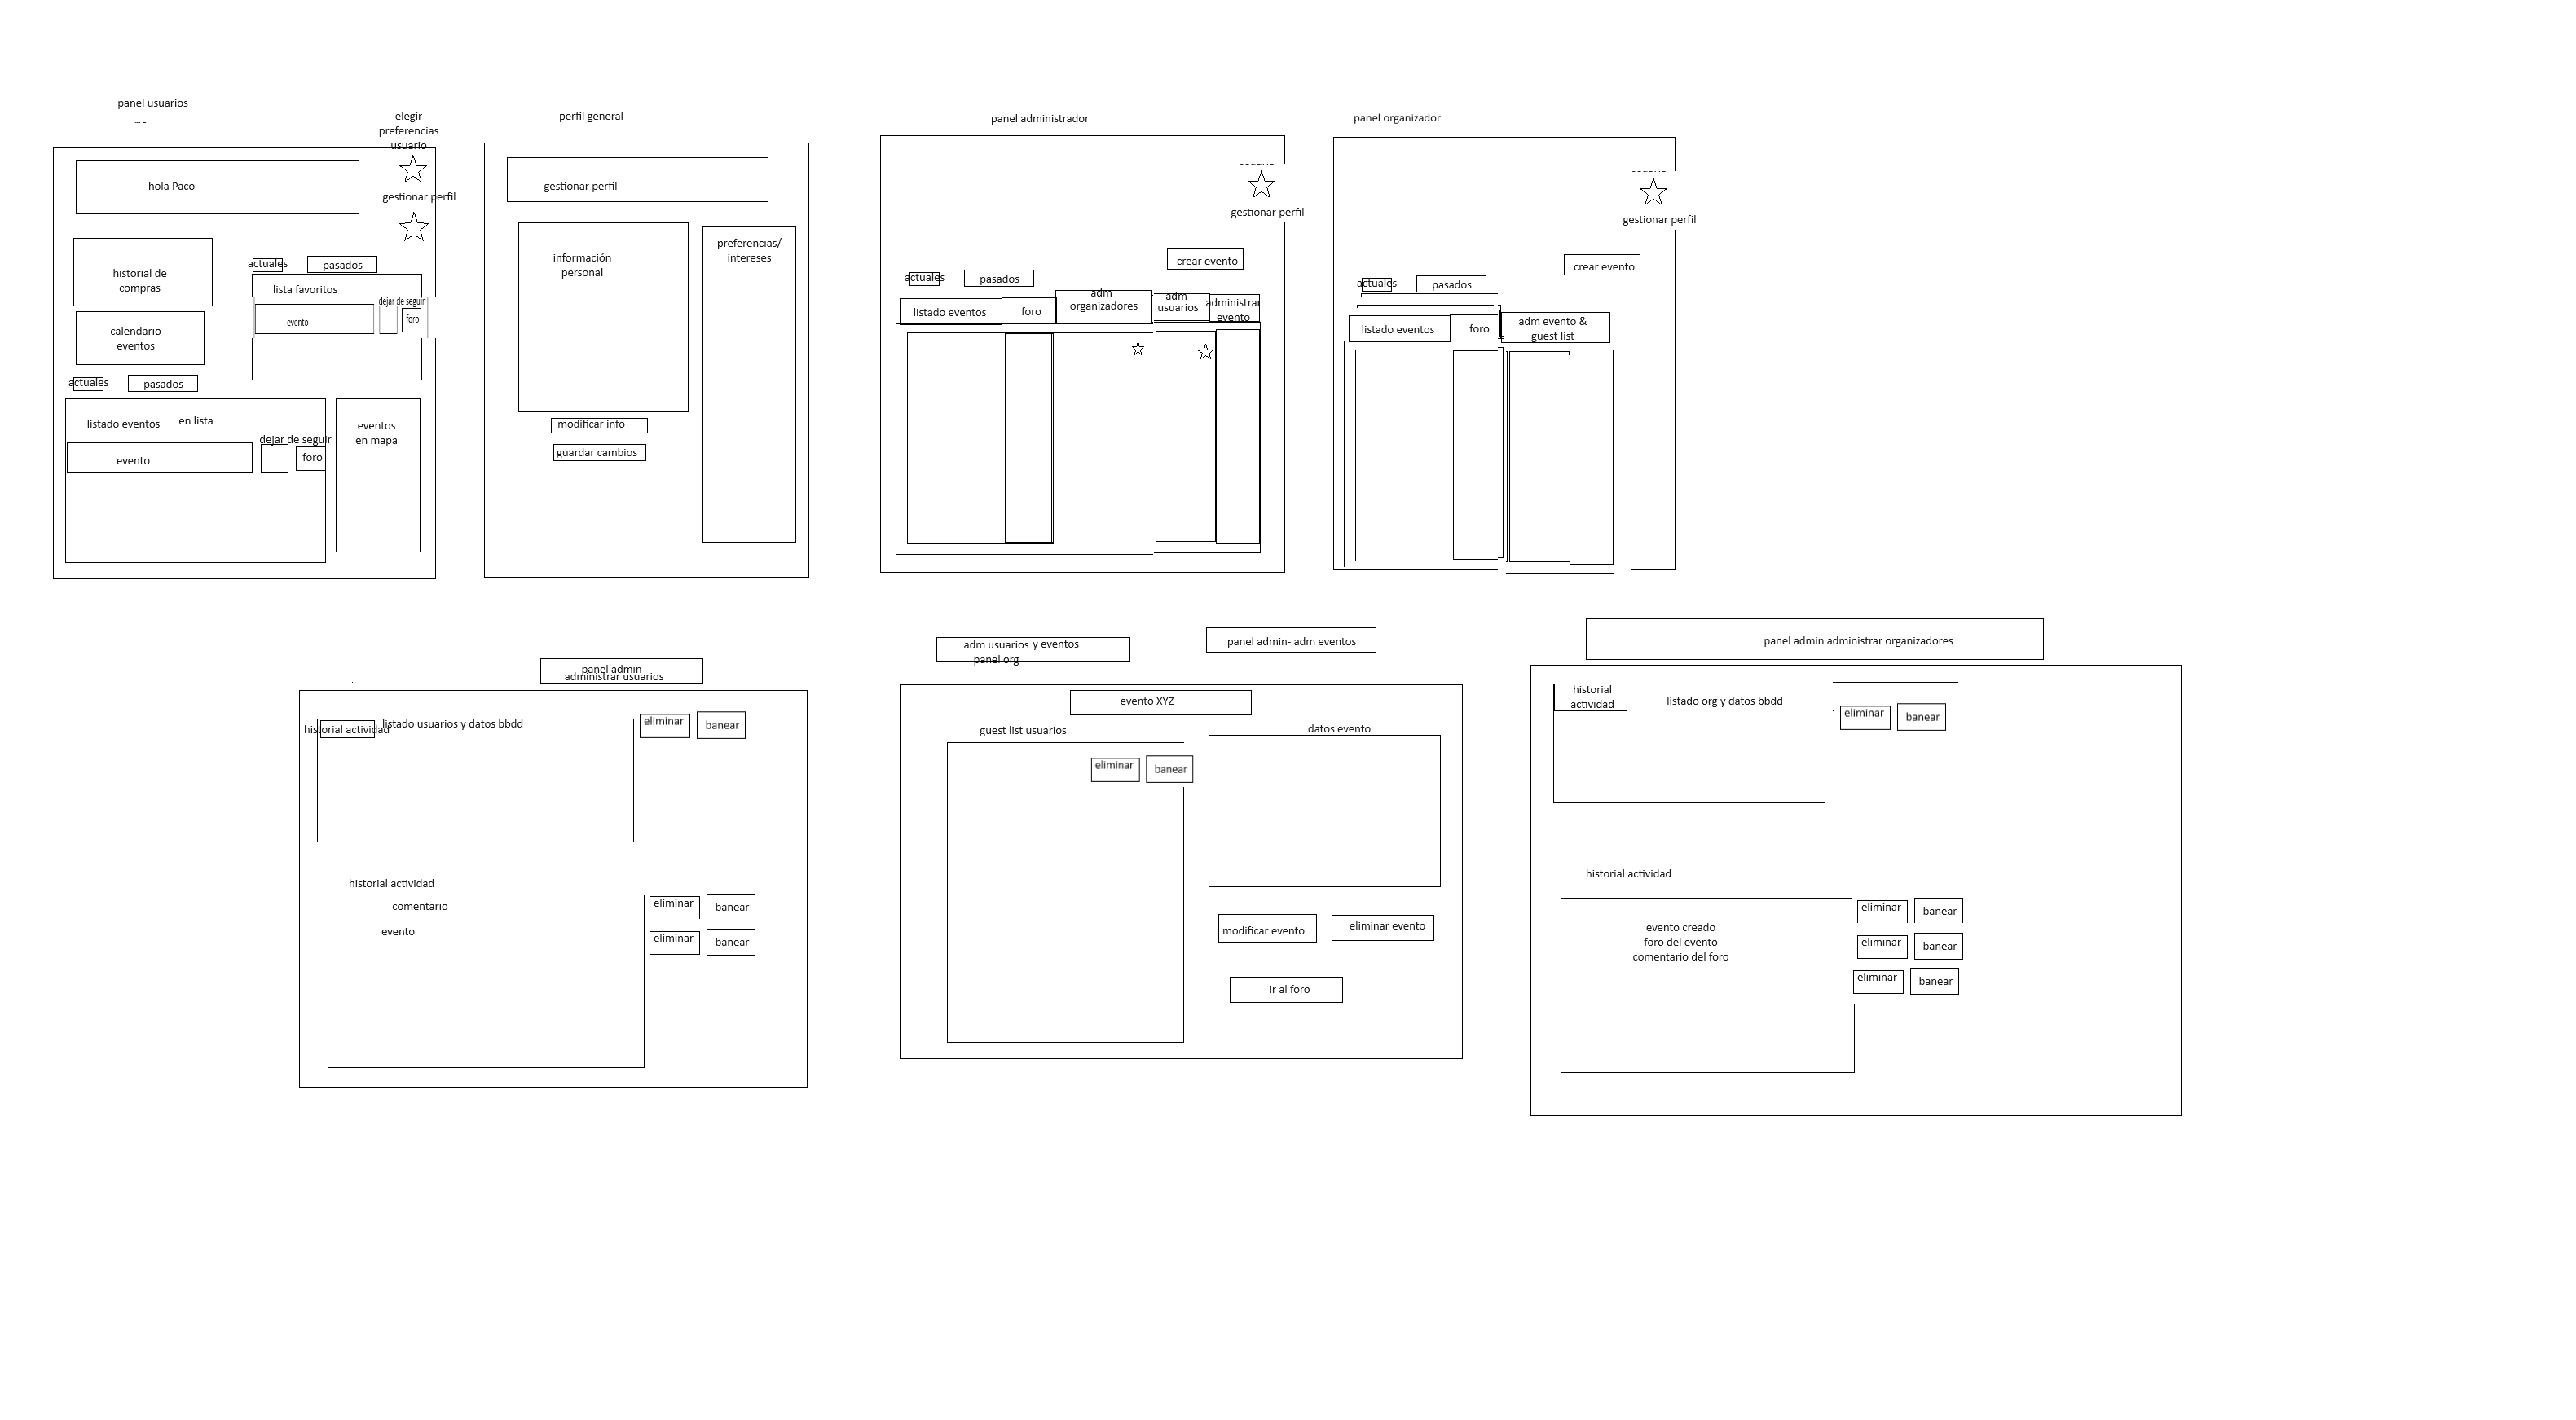 panel usuarios
elegir
preferencias
usuario
hola Paco
gestionar perfil
historial de
compras
calendario
eventos
actuales
pasados
lista favoritos
dejar de seguir
evento
foro
actuales
pasados
listado eventos
en lista
dejar de seguir
evento
foro
eventos
en mapa
perfil general
gestionar perfil
información
personal
preferencias/
intereses
modificar info
guardar cambios
panel administrador
gestionar perfil
crear evento
actuales
pasados
listado eventos
foro
adm
organizadores
adm
usuarios
administrar
evento
panel organizador
gestionar perfil
crear evento
actuales
pasados
listado eventos
foro
adm evento &
guest list
panel admin
administrar usuarios
historial actividad
listado usuarios y datos bbdd
eliminar
banear
historial actividad
comentario
eliminar
banear
evento
eliminar
banear
adm usuarios y eventos
panel org
panel admin- adm eventos
evento XYZ
guest list usuarios
eliminar
banear
datos evento
modificar evento
eliminar evento
ir al foro
panel admin administrar organizadores
historial
actividad
listado org y datos bbdd
eliminar
banear
historial actividad
evento creado
foro del evento
comentario del foro
eliminar
banear
eliminar
banear
eliminar
banear